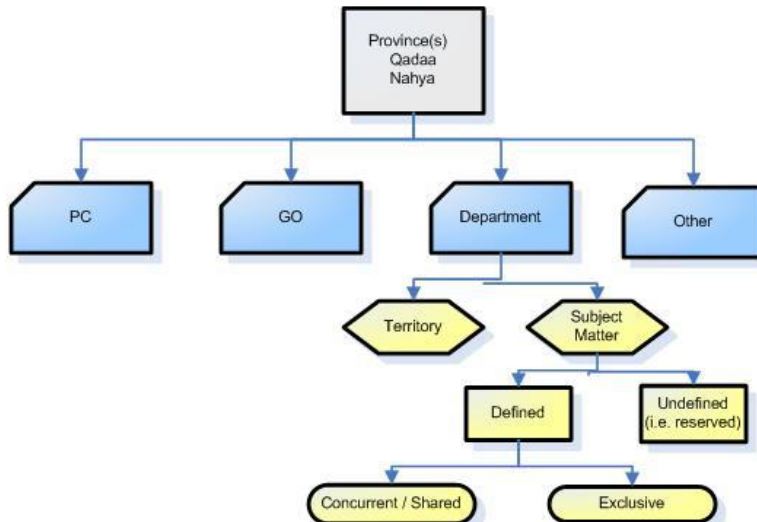 Province(s)
Qadaa
Nahya
PC
GO
Department
Other
Territory
Subject
Matter
Defined
Undefined
(i.e. reserved)
Concurrent / Shared
Exclusive